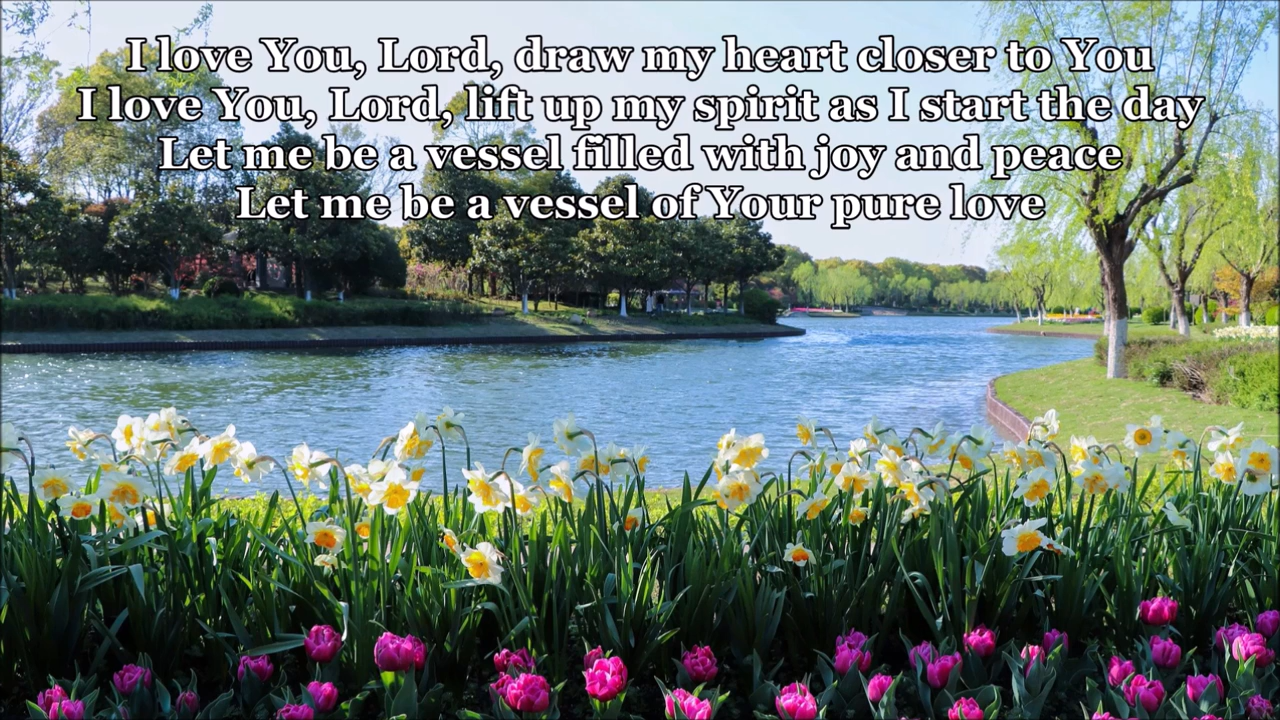 I love You, Lord, draw my heart closer to You
I love You, Lord, lift up my spirit as I start the day
Let me be a vessel filled with joy and peace
Let me be a vessel of Your pure love